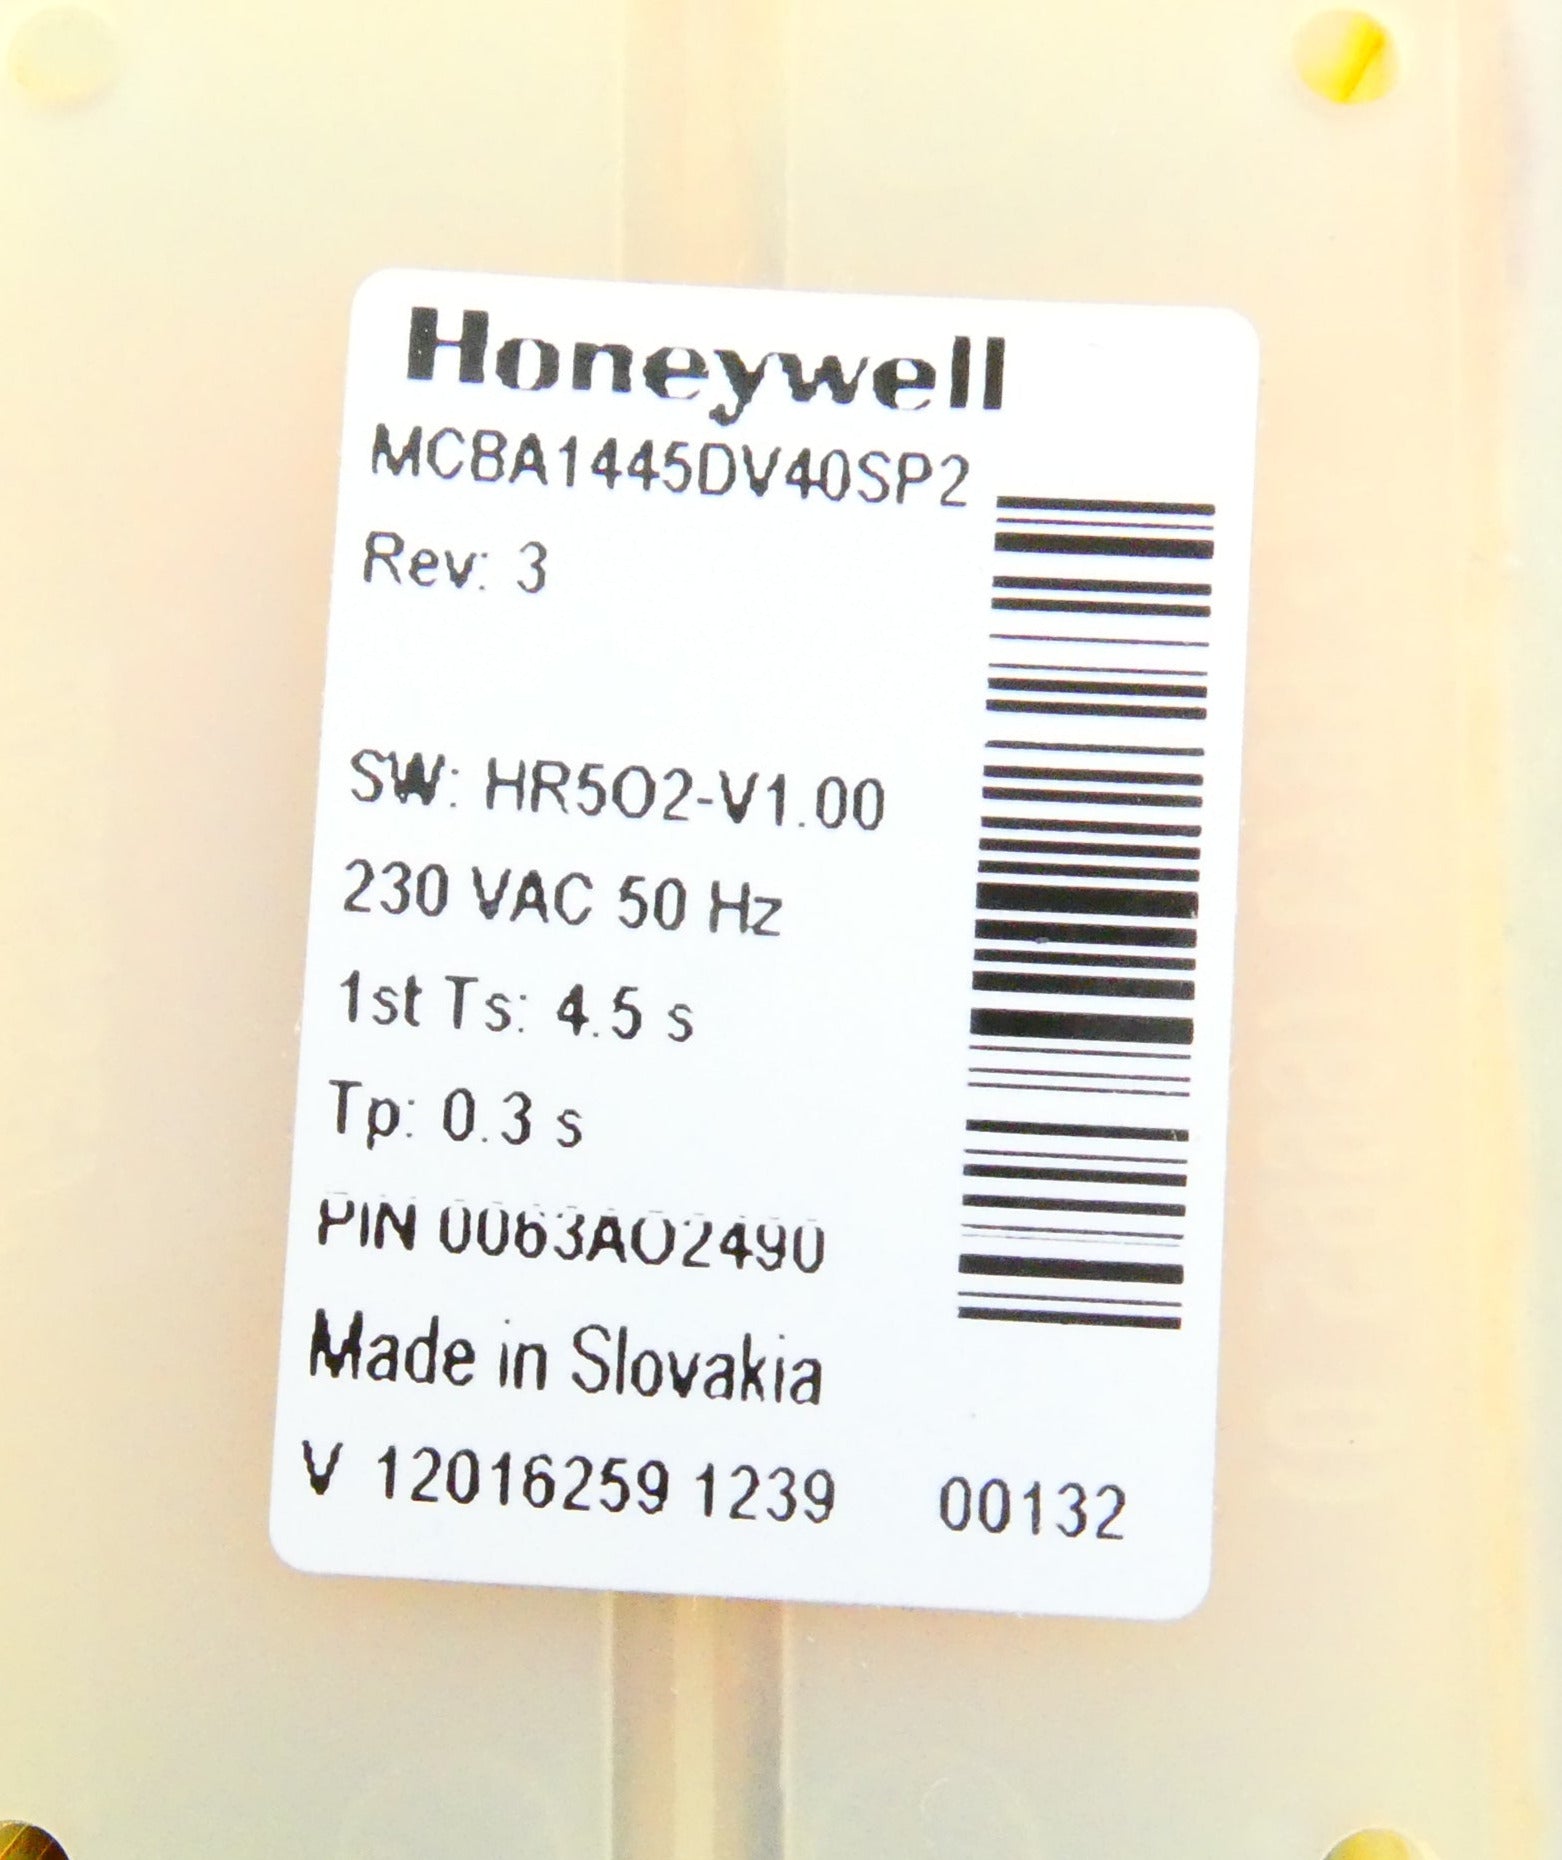 Honeywell
MCBA1445DV40SP2
Rev: 3
SW: HR5O2-V1.00
230 VAC 50 Hz
1st Ts: 4.5 s
Tp: 0.3 s
PIN 0063AO2490
Made in Slovakia
V 12016259 1239 00132